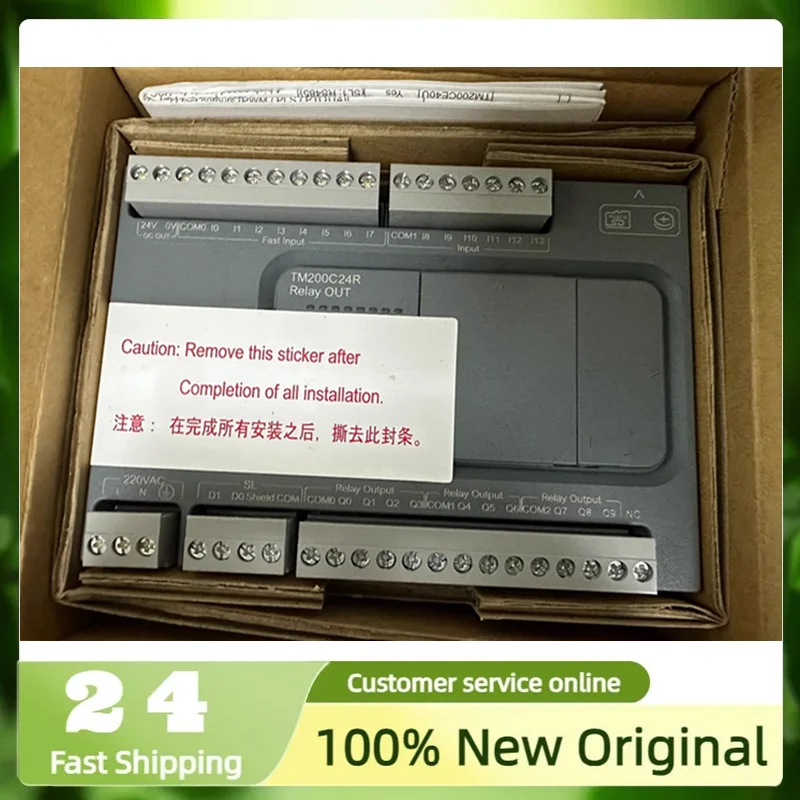 [TM200CE40U] Yes
24V 0V COM0 I0 I1 I2 I3 I4 I5 I6 I7 COM1 I8 I9 I10 I11 I12 I13
DC OUT Fast Input Input
TM200C24R
Relay OUT
Caution: Remove this sticker after
Completion of all installation.
注意：在完成所有安装之后，撕去此封条。
220VAC SL Relay Output Relay Output Relay Output
L N D1 D0 Shield COM COM0 Q0 Q1 Q2 Q3 COM1 Q4 Q5 Q6 COM2 Q7 Q8 Q9 NC
24
Fast Shipping
Customer service online
100% New Original